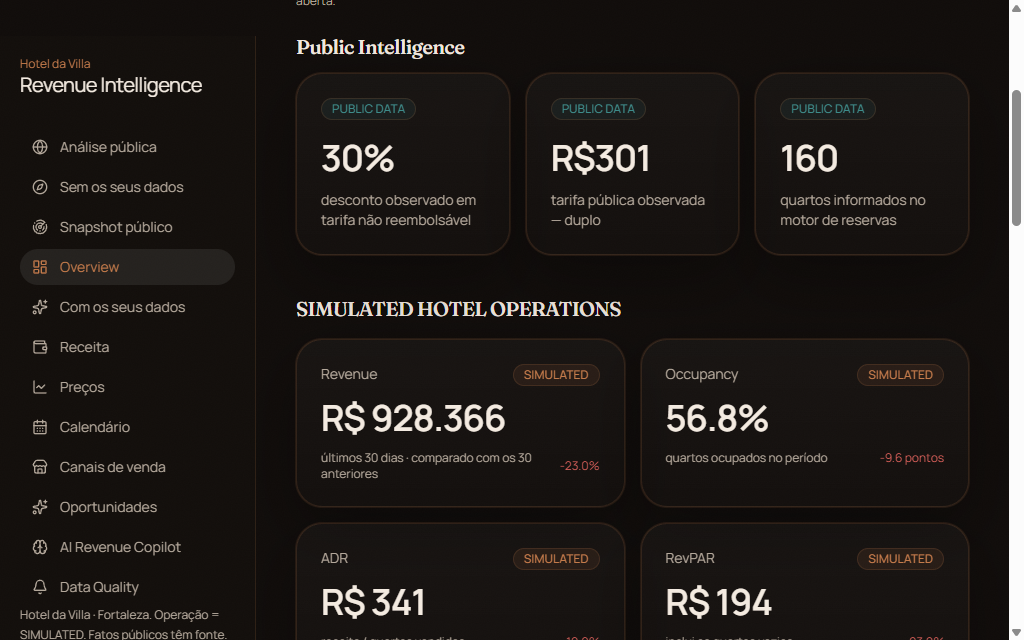 aberta.
Hotel da Villa
Revenue Intelligence
Análise pública
Sem os seus dados
Snapshot público
Overview
Com os seus dados
Receita
Preços
Calendário
Canais de venda
Oportunidades
AI Revenue Copilot
Data Quality
Hotel da Villa · Fortaleza. Operação =
SIMULATED. Fatos públicos têm fonte.
Public Intelligence
PUBLIC DATA
30%
desconto observado em
tarifa não reembolsável
PUBLIC DATA
R$301
tarifa pública observada
— duplo
PUBLIC DATA
160
quartos informados no
motor de reservas
SIMULATED HOTEL OPERATIONS
Revenue
SIMULATED
R$ 928.366
últimos 30 dias · comparado com os 30
anteriores
-23.0%
Occupancy
SIMULATED
56.8%
quartos ocupados no período
-9.6 pontos
ADR
SIMULATED
R$ 341
RevPAR
SIMULATED
R$ 194